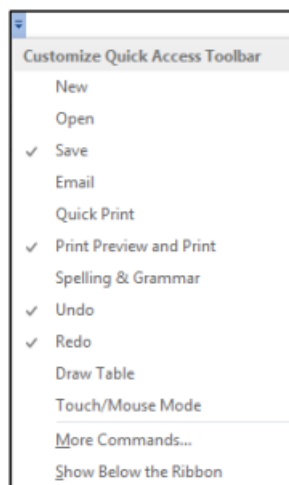 Customize Quick Access Toolbar
New
Open
Save
Email
Quick Print
Print Preview and Print
Spelling & Grammar
Undo
Redo
Draw Table
Touch/Mouse Mode
More Commands...
Show Below the Ribbon